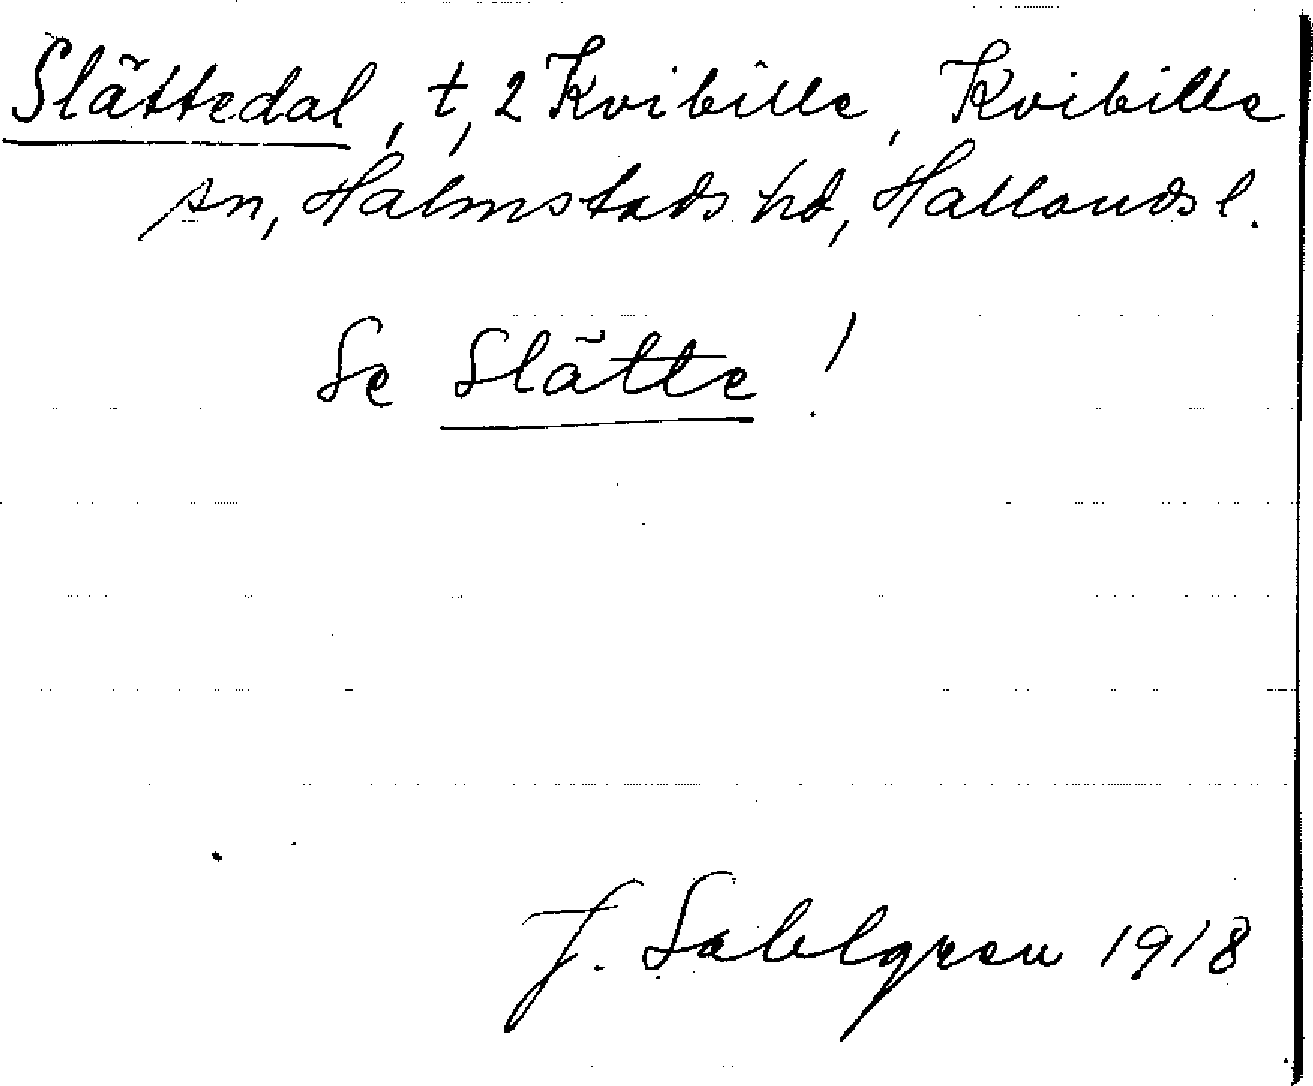 Slättedal, t, 2 Kvibille, Kvibille
sn, Halmstads hd, Hallands l.
Se Slätte!
J. Sahlgren 1918